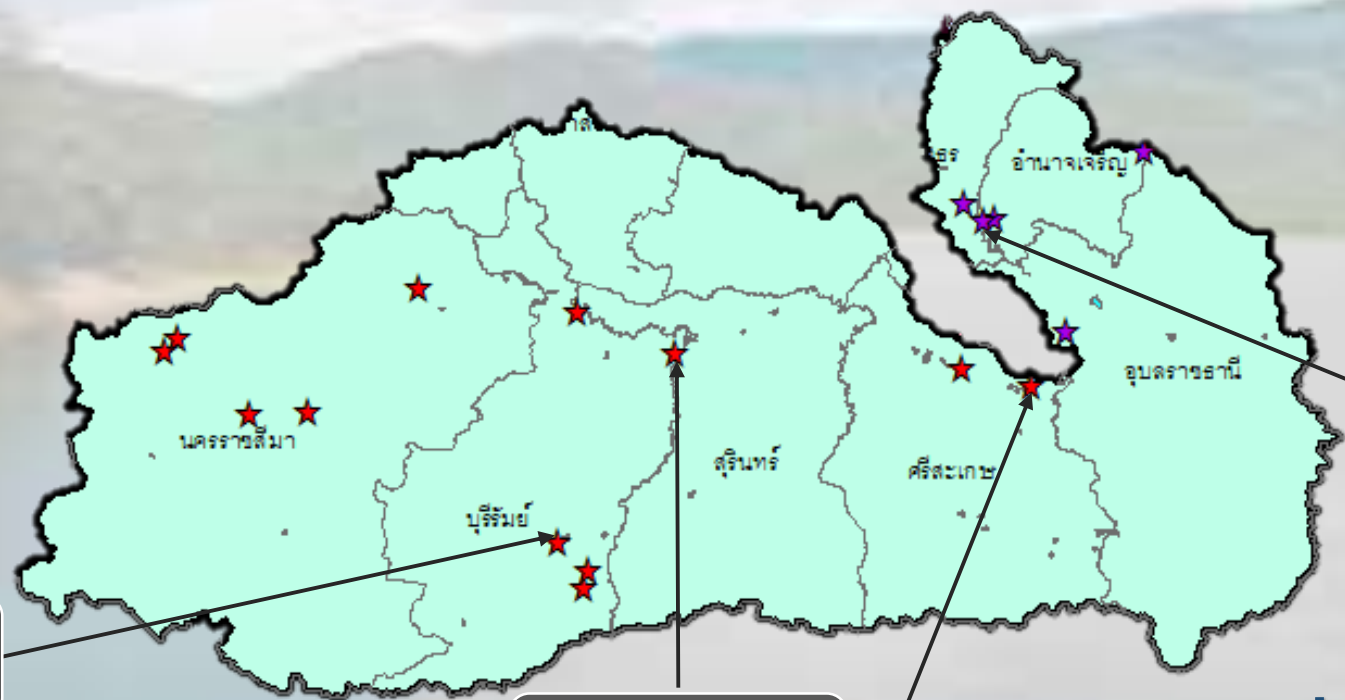 อำนาจเจริญ
อุบลราชธานี
นครราชสีมา
สุรินทร์
ศรีสะเกษ
บุรีรัมย์